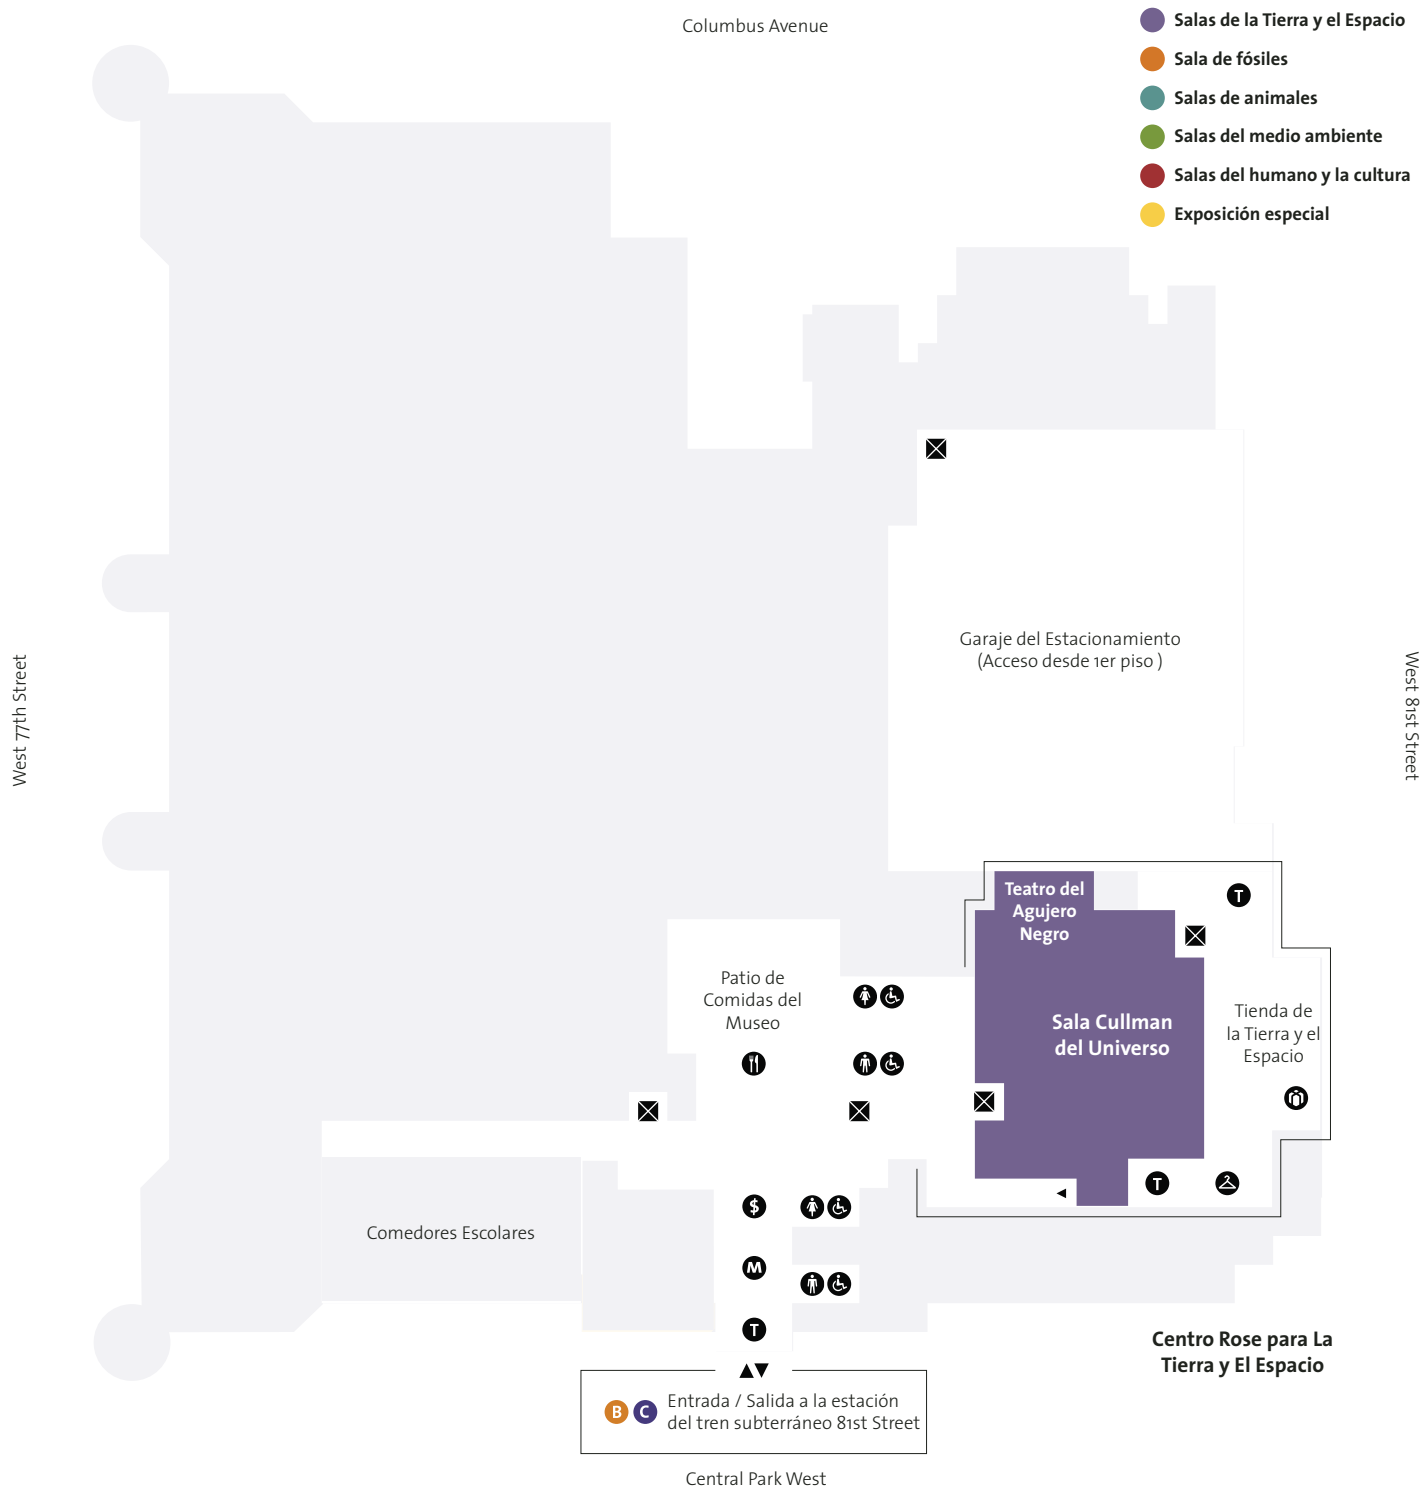 Columbus Avenue
Salas de la Tierra y el Espacio
Sala de fósiles
Salas de animales
Salas del medio ambiente
Salas del humano y la cultura
Exposición especial
West 77th Street
West 81st Street
Garaje del Estacionamiento
(Acceso desde 1er piso )
Teatro del
Agujero
Negro
T
Patio de
Comidas del
Museo
Sala Cullman
del Universo
Tienda de
la Tierra y el
Espacio
T
$
Comedores Escolares
M
T
Centro Rose para La
Tierra y El Espacio
B C
Entrada / Salida a la estación
del tren subterráneo 81st Street
Central Park West